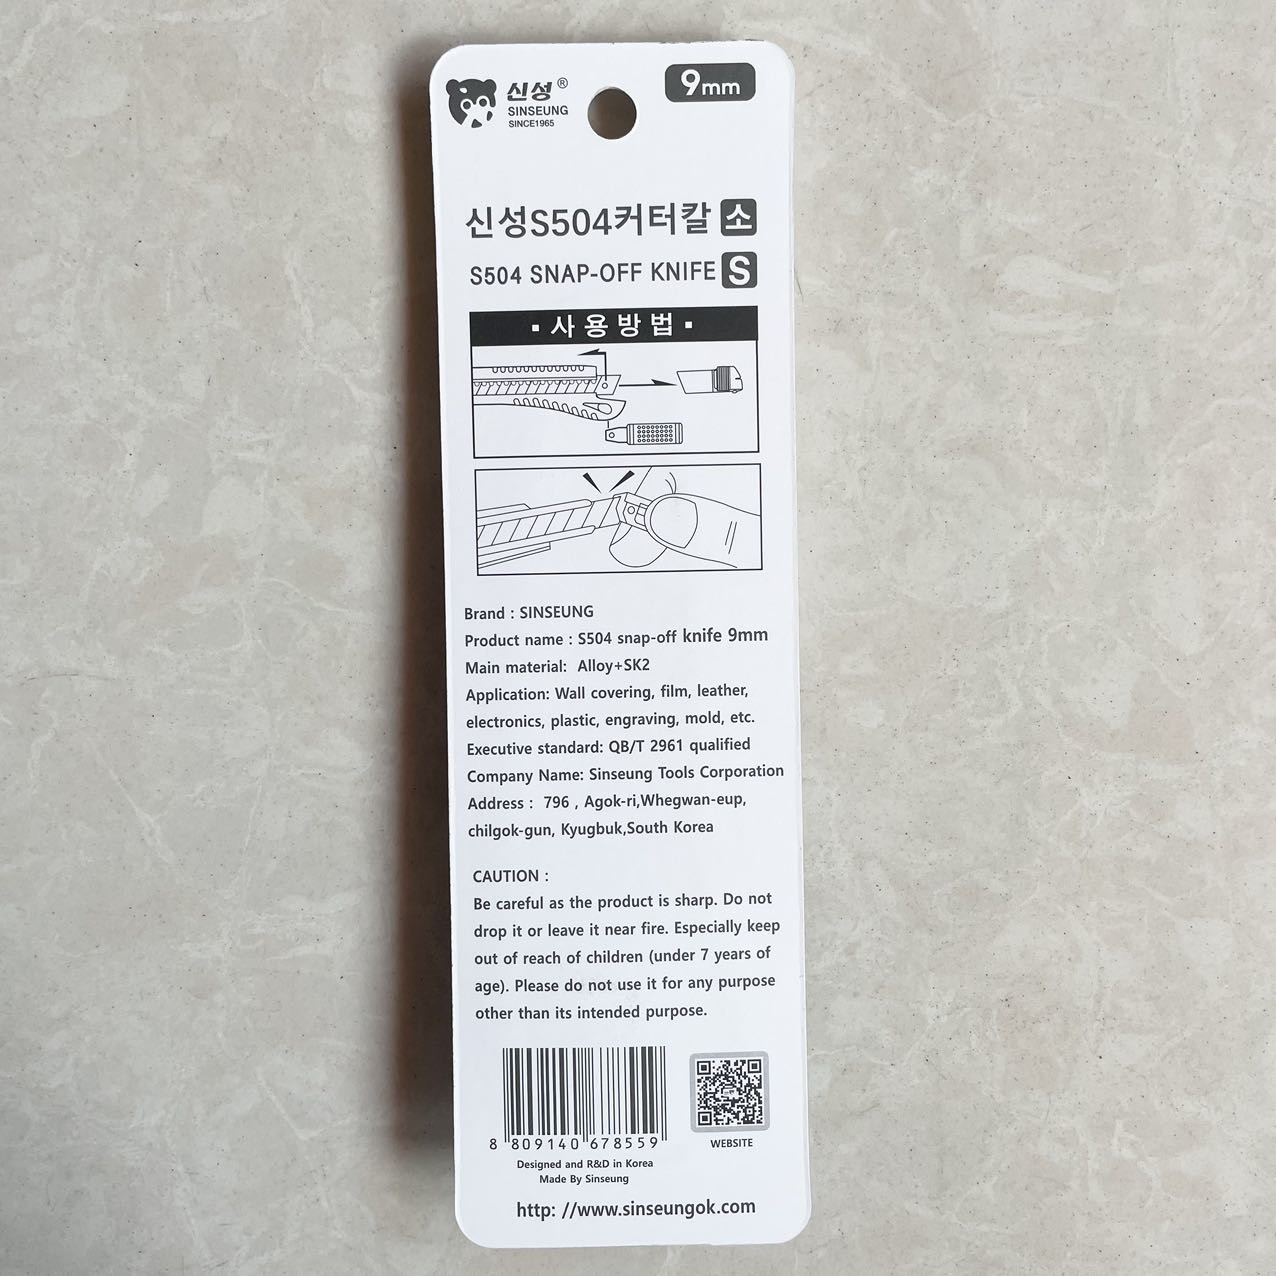 신성®
SINSEUNG
SINCE1965
9mm
신성S504커터칼 소
S504 SNAP-OFF KNIFE S
▪사용방법▪
Brand : SINSEUNG
Product name : S504 snap-off knife 9mm
Main material: Alloy+SK2
Application: Wall covering, film, leather,
electronics, plastic, engraving, mold, etc.
Executive standard: QB/T 2961 qualified
Company Name: Sinseung Tools Corporation
Address : 796 , Agok-ri,Whegwan-eup,
chilgok-gun, Kyugbuk,South Korea
CAUTION :
Be careful as the product is sharp. Do not
drop it or leave it near fire. Especially keep
out of reach of children (under 7 years of
age). Please do not use it for any purpose
other than its intended purpose.
8 809140 678559
WEBSITE
Designed and R&D in Korea
Made By Sinseung
http: //www.sinseungok.com